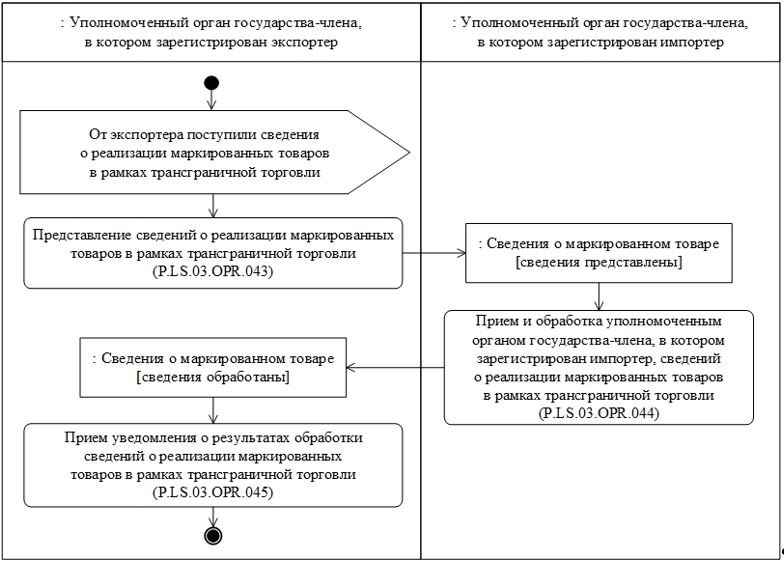 : Уполномоченный орган государства-члена,
в котором зарегистрирован экспортер
: Уполномоченный орган государства-члена,
в котором зарегистрирован импортер
От экспортера поступили сведения
о реализации маркированных товаров
в рамках трансграничной торговли
Представление сведений о реализации маркированных
товаров в рамках трансграничной торговли
(P.LS.03.OPR.043)
: Сведения о маркированном товаре
[сведения представлены]
Прием и обработка уполномоченным
органом государства-члена, в котором
зарегистрирован импортер, сведений
о реализации маркированных товаров
в рамках трансграничной торговли
(P.LS.03.OPR.044)
: Сведения о маркированном товаре
[сведения обработаны]
Прием уведомления о результатах обработки
сведений о реализации маркированных
товаров в рамках трансграничной торговли
(P.LS.03.OPR.045)